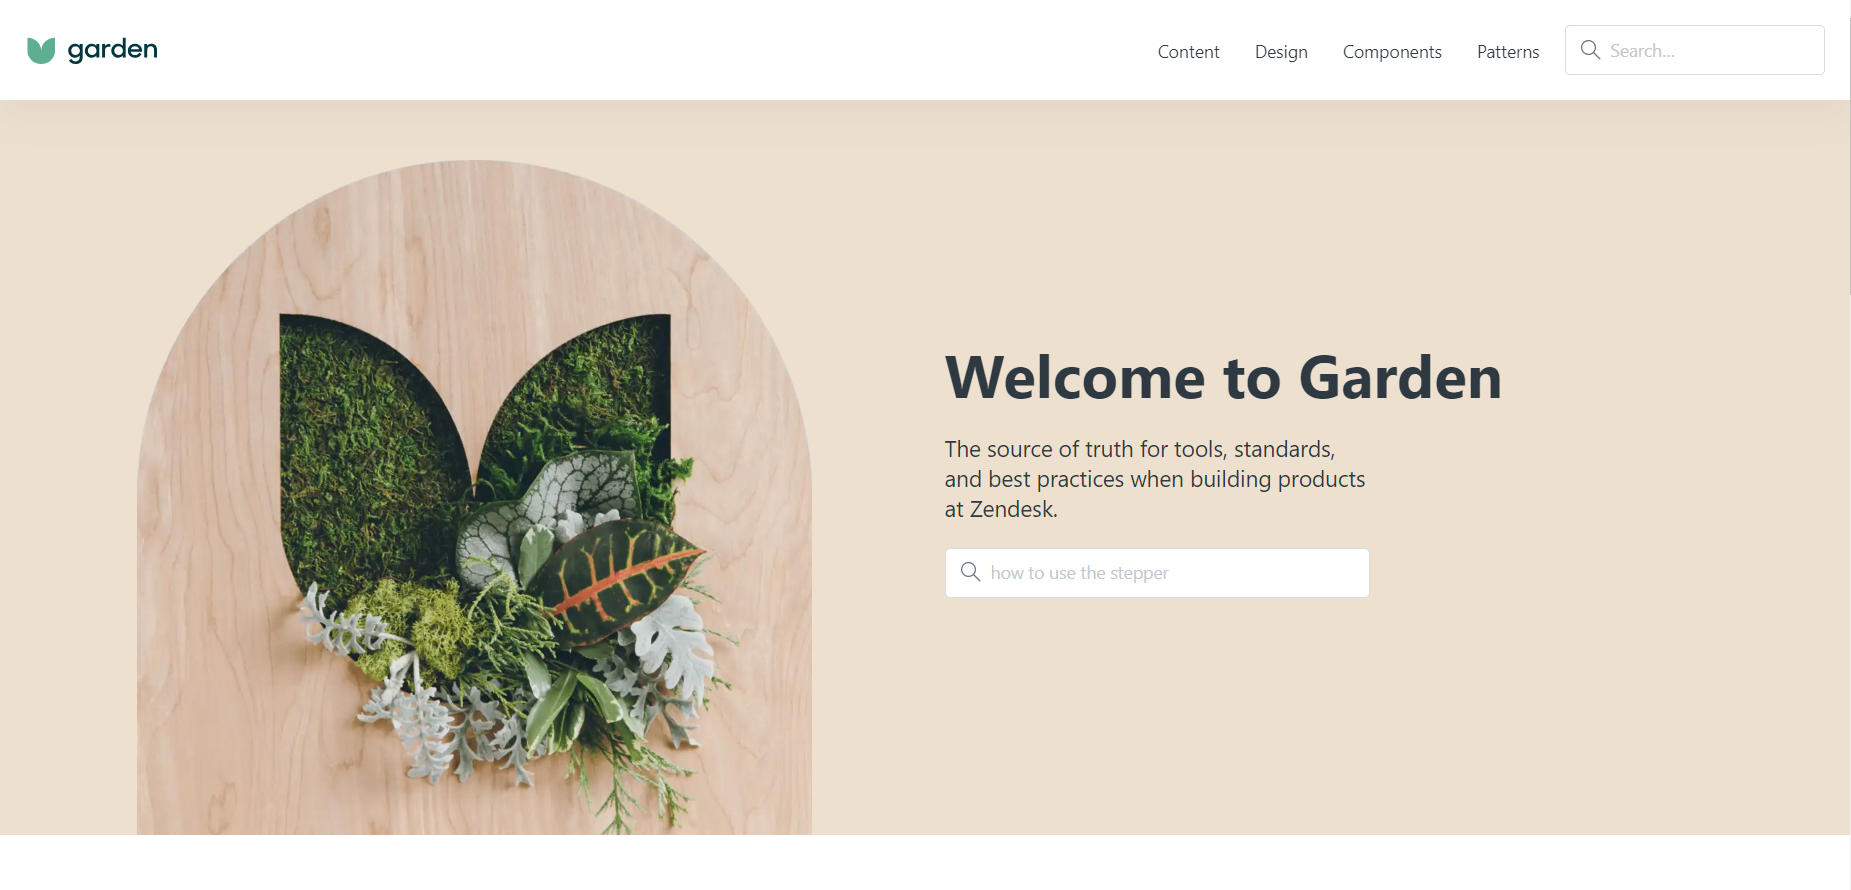 garden
Content
Design
Components
Patterns
Search...
Welcome to Garden
The source of truth for tools, standards,
and best practices when building products
at Zendesk.
how to use the stepper